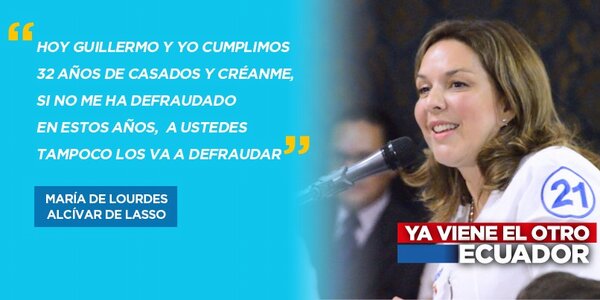 “HOY GUILLERMO Y YO CUMPLIMOS
32 AÑOS DE CASADOS Y CRÉANME,
SI NO ME HA DEFRAUDADO
EN ESTOS AÑOS, A USTEDES
TAMPOCO LOS VA A DEFRAUDAR”
MARÍA DE LOURDES
ALCÍVAR DE LASSO
21
YA VIENE EL OTRO
ECUADOR